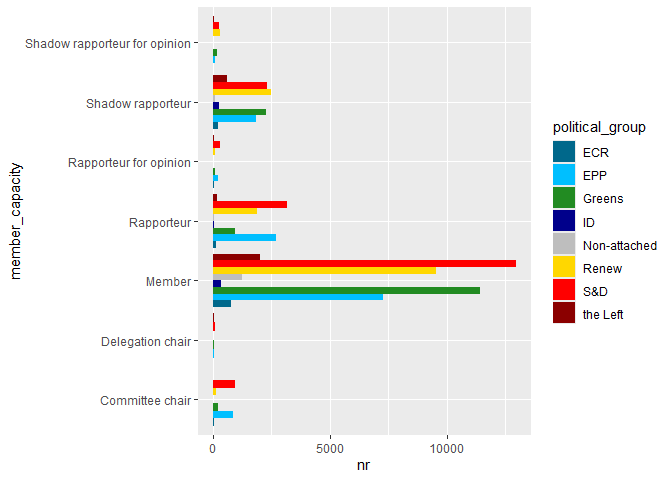 Shadow rapporteur for opinion
Shadow rapporteur
Rapporteur for opinion
Rapporteur
Member
Delegation chair
Committee chair
member_capacity
0
5000
10000
nr
political_group
ECR
EPP
Greens
ID
Non-attached
Renew
S&D
the Left